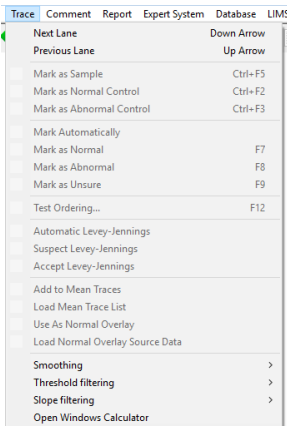 Trace Comment Report Expert System Database LIMS
Next Lane Down Arrow
Previous Lane Up Arrow
Mark as Sample Ctrl+F5
Mark as Normal Control Ctrl+F2
Mark as Abnormal Control Ctrl+F3
Mark Automatically
Mark as Normal F7
Mark as Abnormal F8
Mark as Unsure F9
Test Ordering... F12
Automatic Levey-Jennings
Suspect Levey-Jennings
Accept Levey-Jennings
Add to Mean Traces
Load Mean Trace List
Use As Normal Overlay
Load Normal Overlay Source Data
Smoothing >
Threshold filtering >
Slope filtering >
Open Windows Calculator